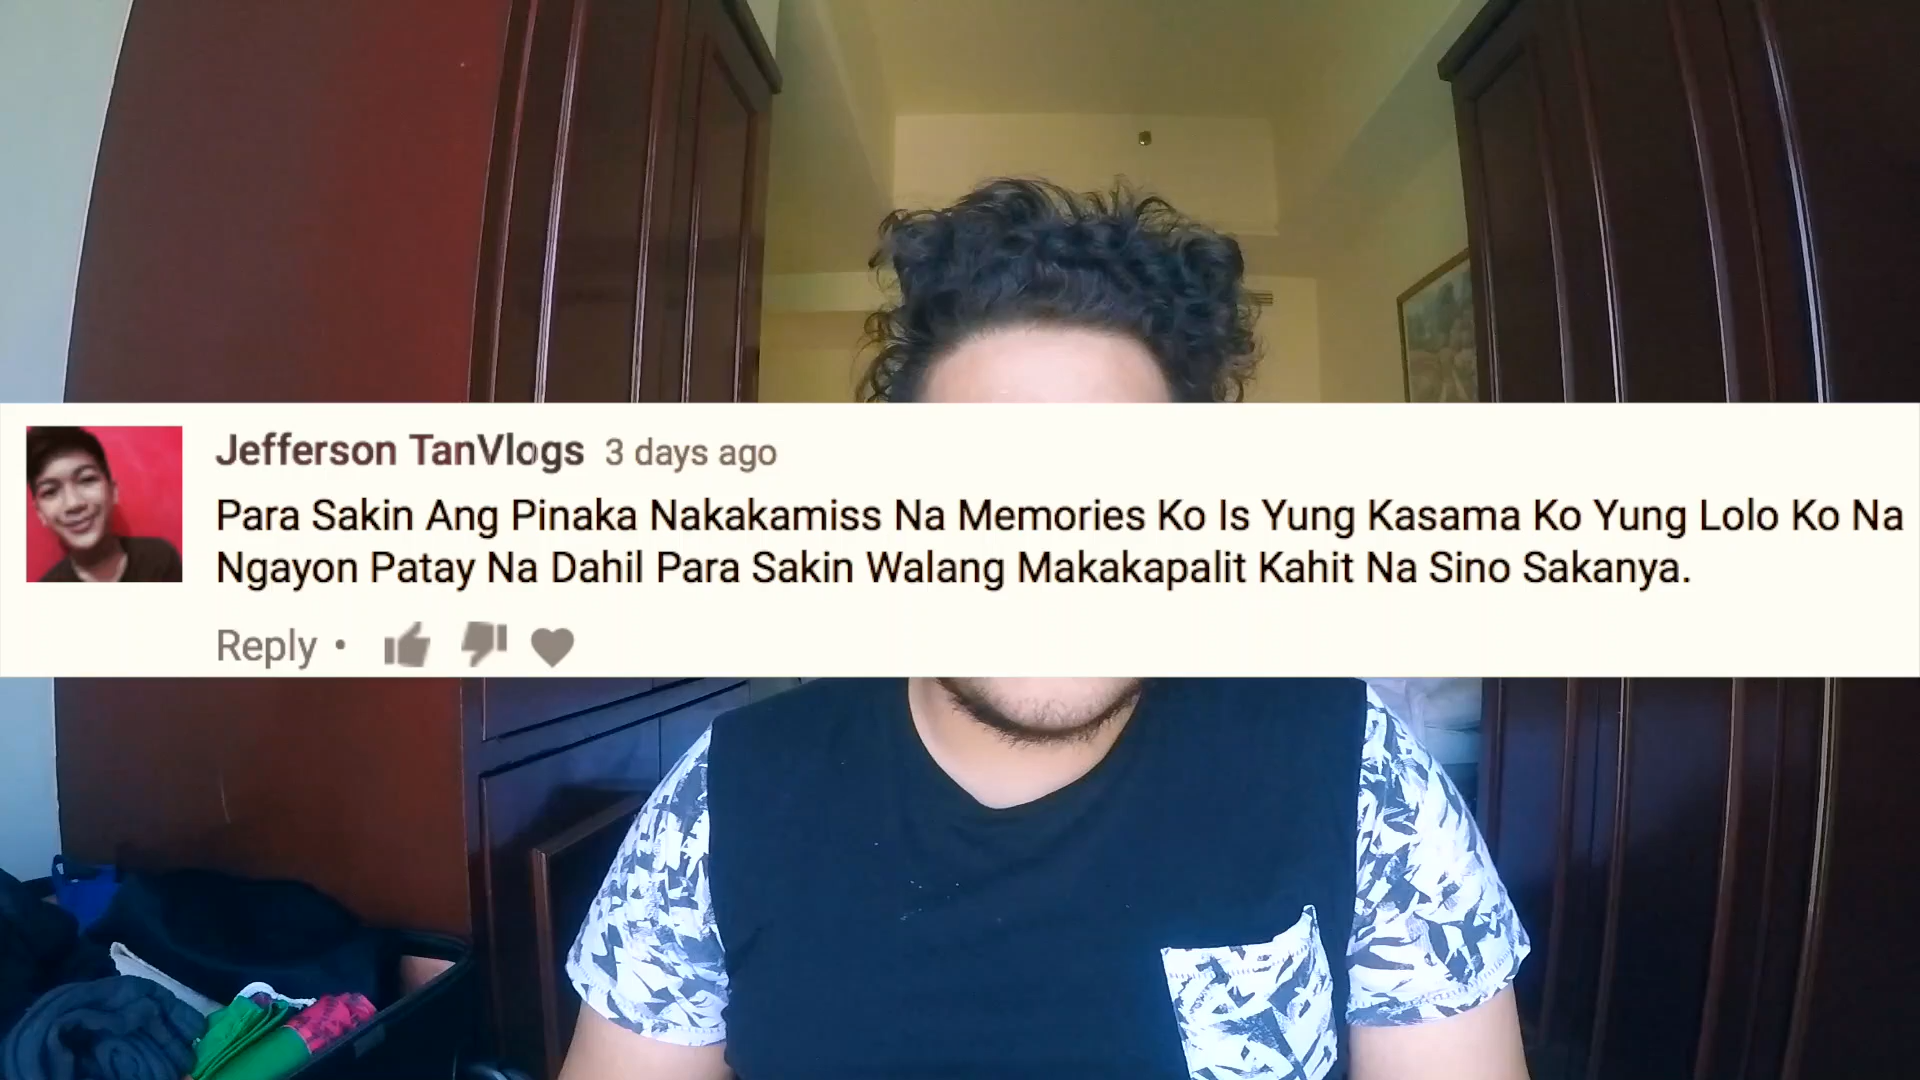 Jefferson TanVlogs 3 days ago
Para Sakin Ang Pinaka Nakakamiss Na Memories Ko Is Yung Kasama Ko Yung Lolo Ko Na
Ngayon Patay Na Dahil Para Sakin Walang Makakapalit Kahit Na Sino Sakanya.
Reply •